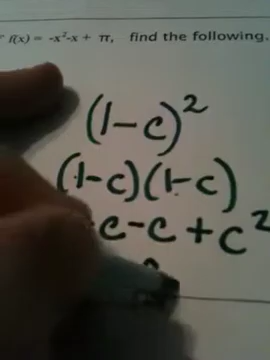 f(x) = -x²-x + π, find the following.
(1-c)²
(1-c)(1-c)
c-c+c²